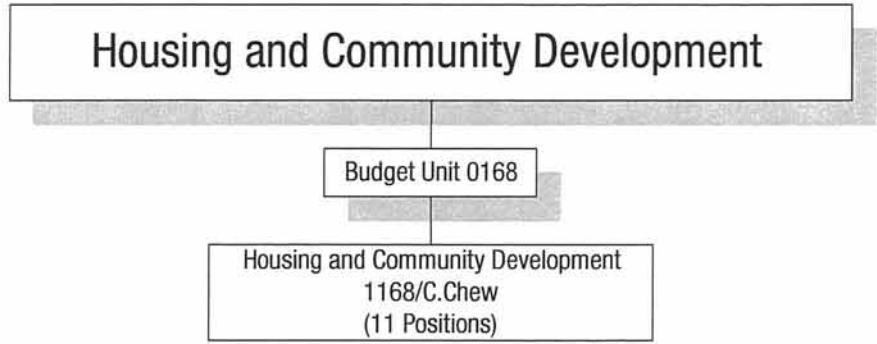 Housing and Community Development
Budget Unit 0168
Housing and Community Development
1168/C.Chew
(11 Positions)